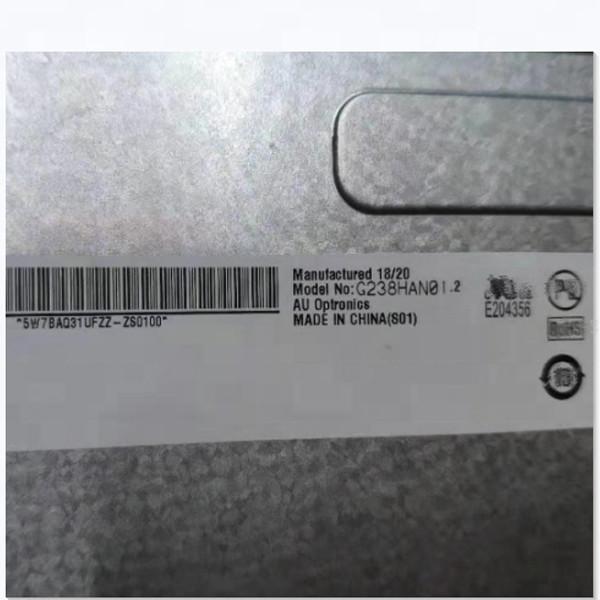 Manufactured 18/20
Model No:G238HAN01.2
AU Optronics
MADE IN CHINA(S01)
"5W7BAQ31UFZZ-ZS0100"
E204356
RoHS